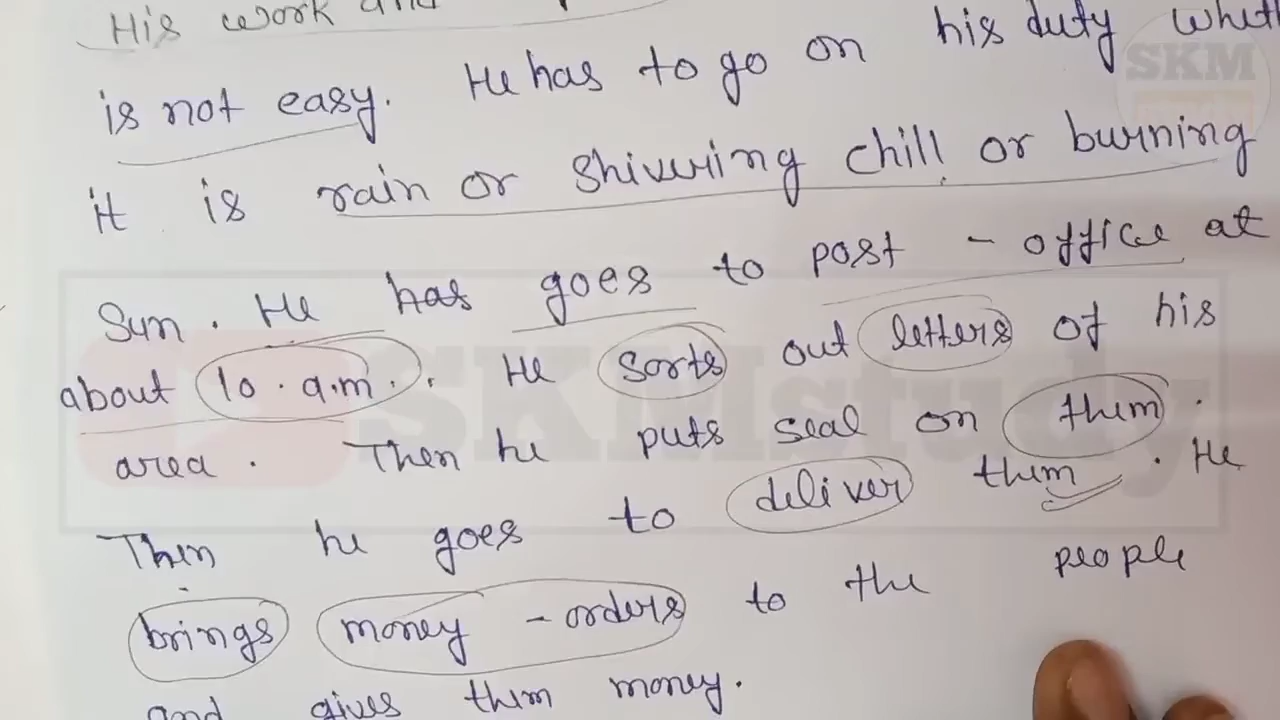 His work and
is not easy. He has to go on his duty
it is rain or shivering chill or burning
Sun. He has goes to post - office at
about 10. a.m.. He sorts out letters of his
area. Then he puts seal on them.
Then he goes to deliver them. He
brings money - orders to the people
and gives them money.
SKM
SKMstudy